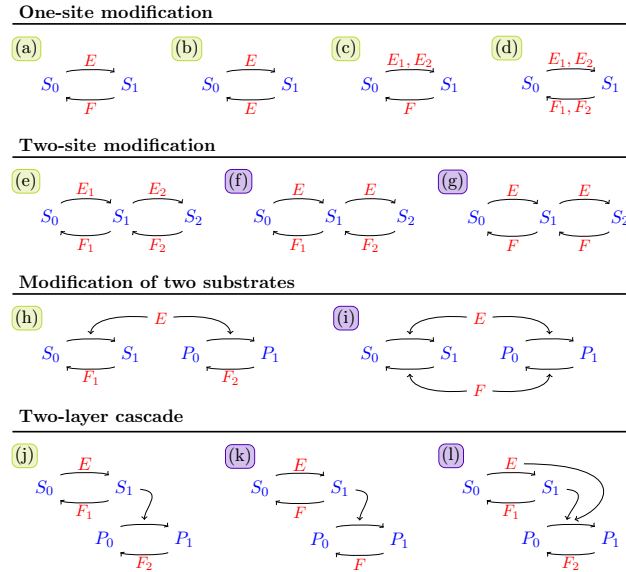 One-site modification
(a) (b) (c) (d)
E E E₁, E₂ E₁, E₂
S₀ S₁ S₀ S₁ S₀ S₁ S₀ S₁
F E F F₁, F₂
Two-site modification
(e) (f) (g)
E₁ E₂ E E E E
S₀ S₁ S₂ S₀ S₁ S₂ S₀ S₁ S₂
F₁ F₂ F₁ F₂ F F
Modification of two substrates
(h) E (i) E
S₀ S₁ P₀ P₁ S₀ S₁ P₀ P₁
F₁ F₂
F
Two-layer cascade
(j) (k) (l)
E E E
S₀ S₁ S₀ S₁ S₀ S₁
F₁ F F₁
P₀ P₁ P₀ P₁ P₀ P₁
F₂ F F₂